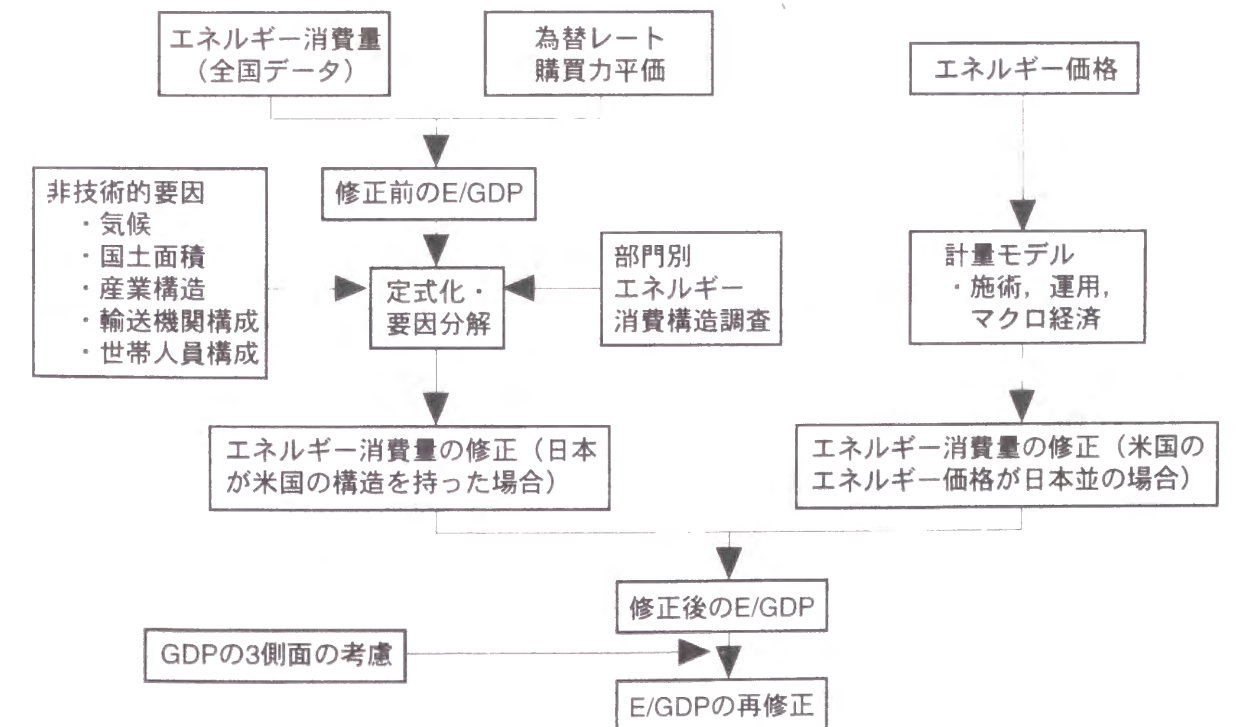 エネルギー消費量
（全国データ）
為替レート
購買力平価
エネルギー価格
修正前のE/GDP
非技術的要因
・気候
・国土面積
・産業構造
・輸送機関構成
・世帯人員構成
定式化・
要因分解
部門別
エネルギー
消費構造調査
計量モデル
・施術，運用，
マクロ経済
エネルギー消費量の修正（日本
が米国の構造を持った場合）
エネルギー消費量の修正（米国の
エネルギー価格が日本並の場合）
修正後のE/GDP
GDPの3側面の考慮
E/GDPの再修正